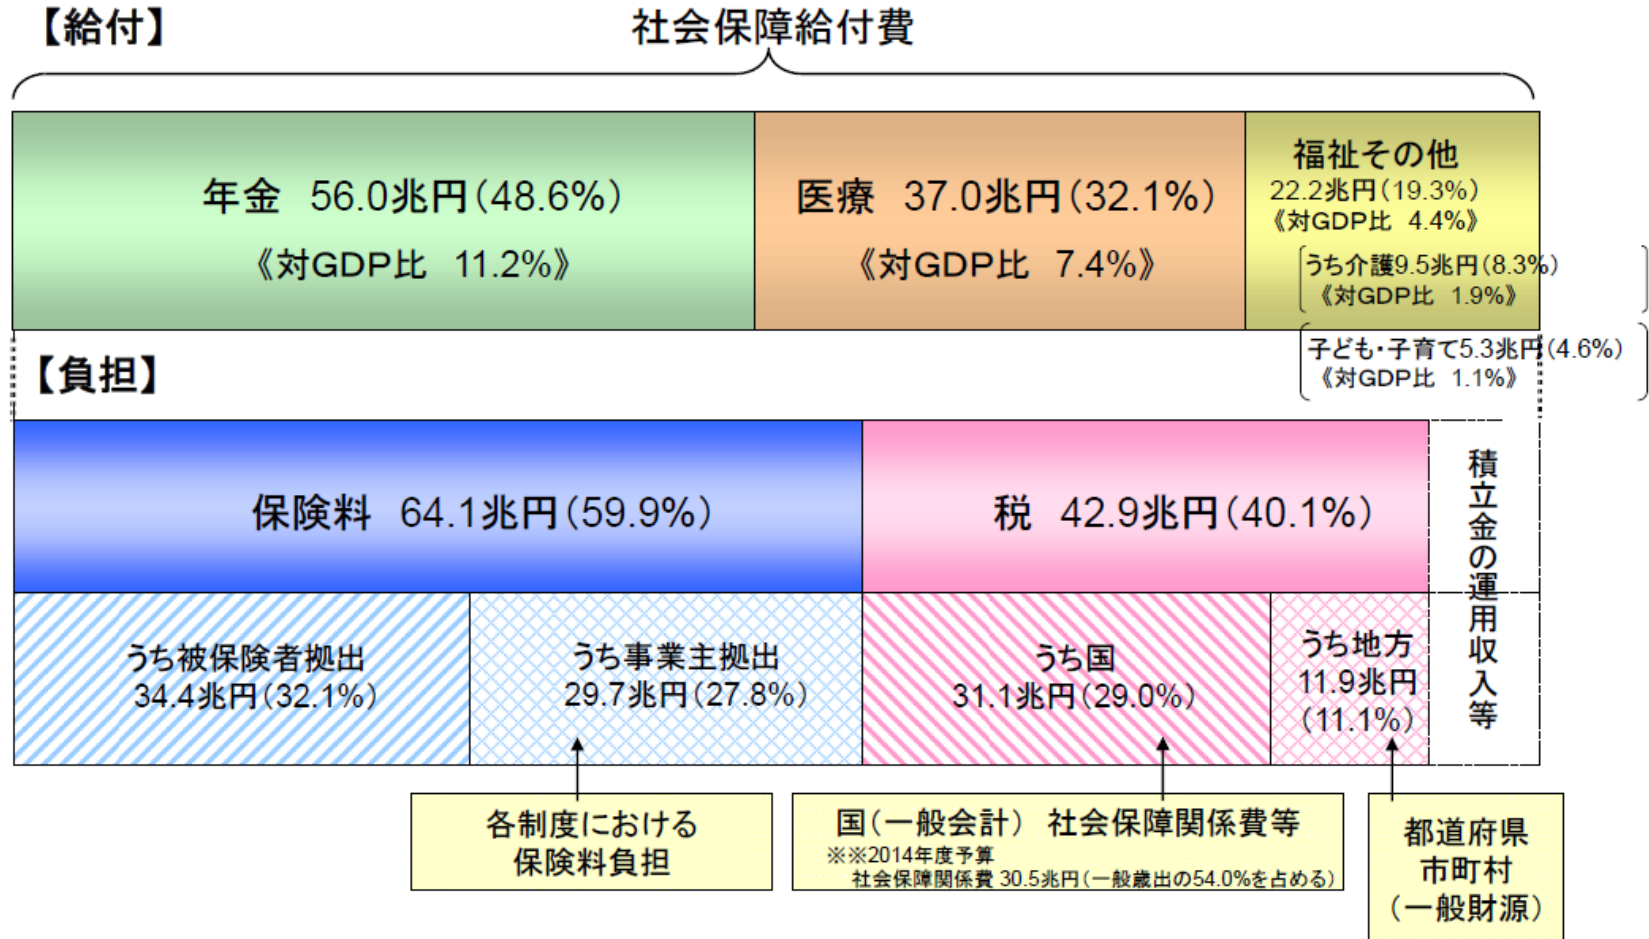 【給付】
社会保障給付費
年金 56.0兆円(48.6%)
《対GDP比 11.2%》
医療 37.0兆円(32.1%)
《対GDP比 7.4%》
福祉その他
22.2兆円(19.3%)
《対GDP比 4.4%》
うち介護9.5兆円(8.3%)
《対GDP比 1.9%》
子ども・子育て5.3兆円(4.6%)
《対GDP比 1.1%》
【負担】
保険料 64.1兆円(59.9%)
税 42.9兆円(40.1%)
積立金の運用収入等
うち被保険者拠出
34.4兆円(32.1%)
うち事業主拠出
29.7兆円(27.8%)
うち国
31.1兆円(29.0%)
うち地方
11.9兆円
(11.1%)
各制度における
保険料負担
国(一般会計) 社会保障関係費等
※※2014年度予算
社会保障関係費 30.5兆円(一般歳出の54.0%を占める)
都道府県
市町村
(一般財源)